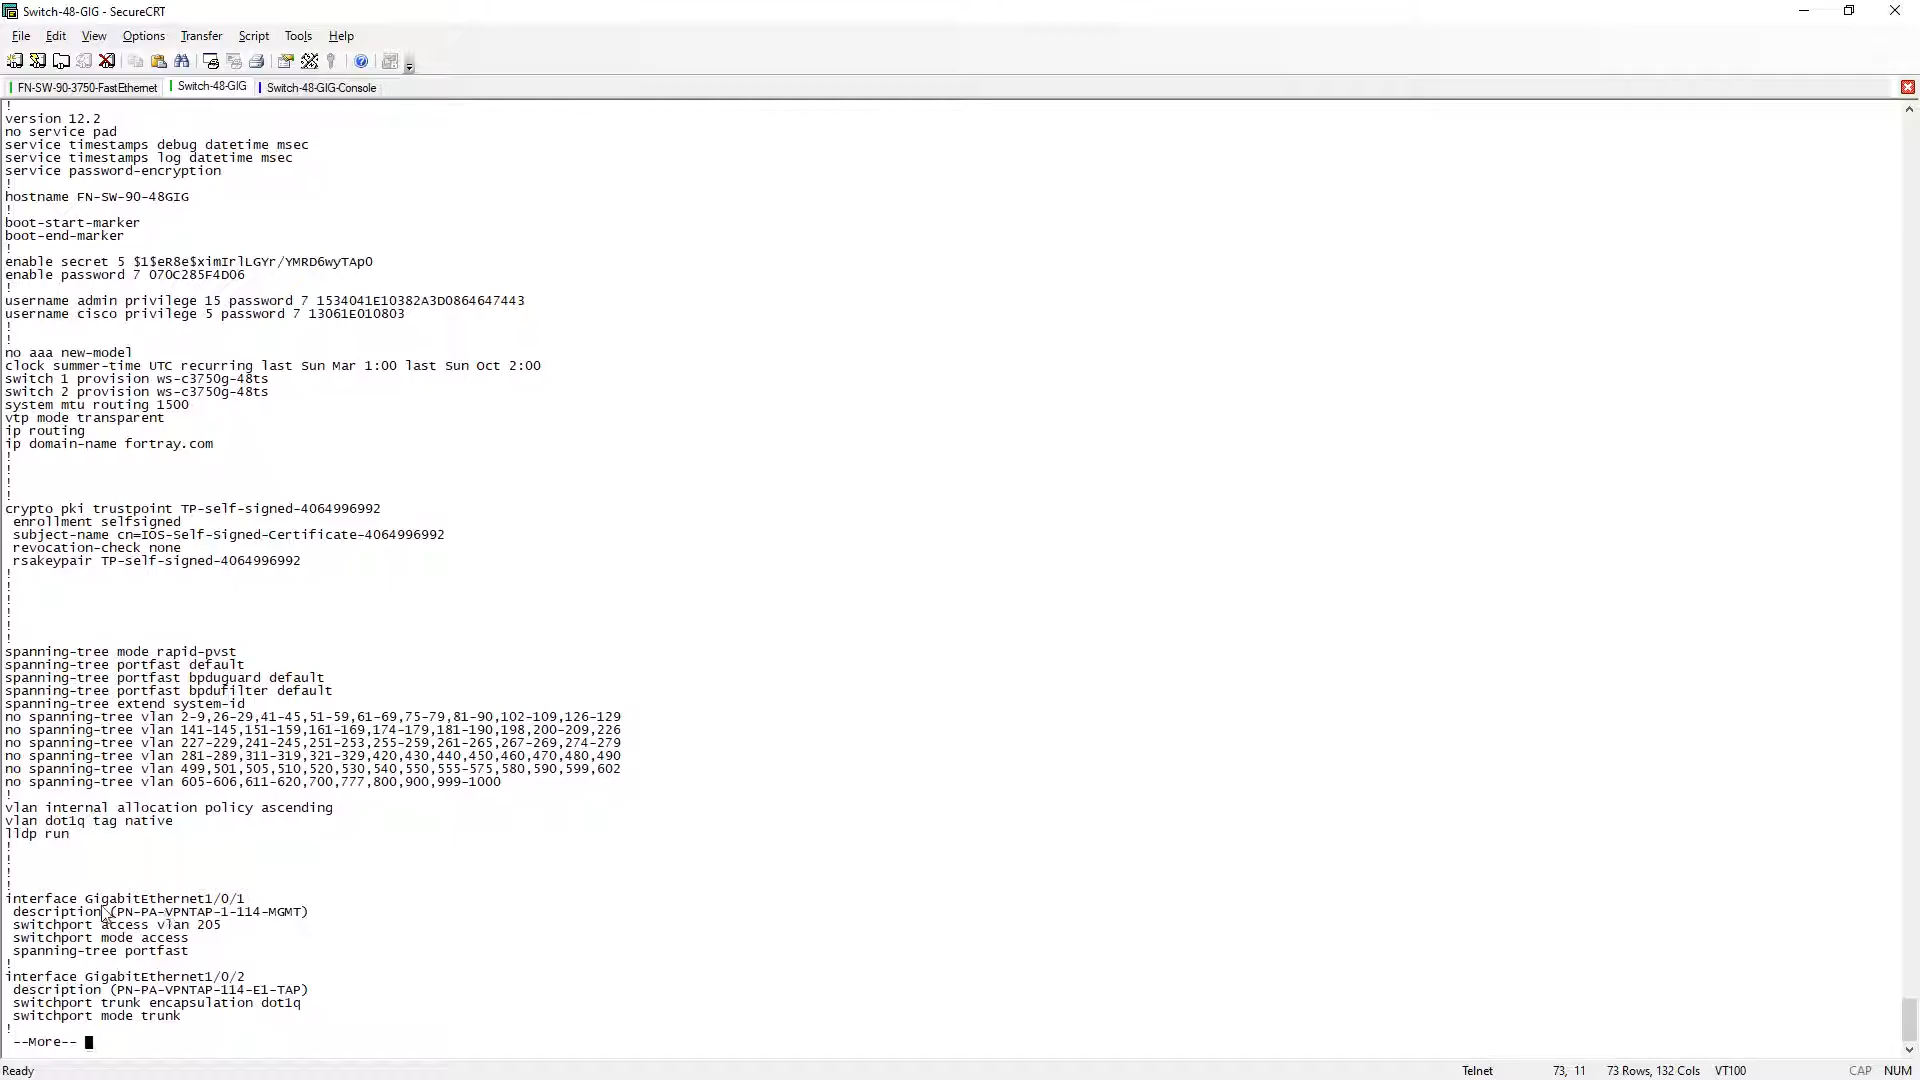 Switch-48-GIG - SecureCRT
File Edit View Options Transfer Script Tools Help
FN-SW-90-3750-FastEthernet Switch-48-GIG Switch-48-GIG-Console
!
version 12.2
no service pad
service timestamps debug datetime msec
service timestamps log datetime msec
service password-encryption
!
hostname FN-SW-90-48GIG
!
boot-start-marker
boot-end-marker
!
enable secret 5 $1$eR8e$ximIrlLGYr/YMRD6wyTAp0
enable password 7 070C285F4D06
!
username admin privilege 15 password 7 1534041E10382A3D0864647443
username cisco privilege 5 password 7 13061E010803
!
!
no aaa new-model
clock summer-time UTC recurring last Sun Mar 1:00 last Sun Oct 2:00
switch 1 provision ws-c3750g-48ts
switch 2 provision ws-c3750g-48ts
system mtu routing 1500
vtp mode transparent
ip routing
ip domain-name fortray.com
!
!
!
!
crypto pki trustpoint TP-self-signed-4064996992
enrollment selfsigned
subject-name cn=IOS-Self-Signed-Certificate-4064996992
revocation-check none
rsakeypair TP-self-signed-4064996992
!
!
!
!
!
!
spanning-tree mode rapid-pvst
spanning-tree portfast default
spanning-tree portfast bpduguard default
spanning-tree portfast bpdufilter default
spanning-tree extend system-id
no spanning-tree vlan 2-9,26-29,41-45,51-59,61-69,75-79,81-90,102-109,126-129
no spanning-tree vlan 141-145,151-159,161-169,174-179,181-190,198,200-209,226
no spanning-tree vlan 227-229,241-245,251-253,255-259,261-265,267-269,274-279
no spanning-tree vlan 281-289,311-319,321-329,420,430,440,450,460,470,480,490
no spanning-tree vlan 499,501,505,510,520,530,540,550,555-575,580,590,599,602
no spanning-tree vlan 605-606,611-620,700,777,800,900,999-1000
!
vlan internal allocation policy ascending
vlan dot1q tag native
lldp run
!
!
!
!
interface GigabitEthernet1/0/1
description (PN-PA-VPNTAP-1-114-MGMT)
switchport access vlan 205
switchport mode access
spanning-tree portfast
!
interface GigabitEthernet1/0/2
description (PN-PA-VPNTAP-114-E1-TAP)
switchport trunk encapsulation dot1q
switchport mode trunk
!
--More--
Ready Telnet 73, 11 73 Rows, 132 Cols VT100 CAP NUM